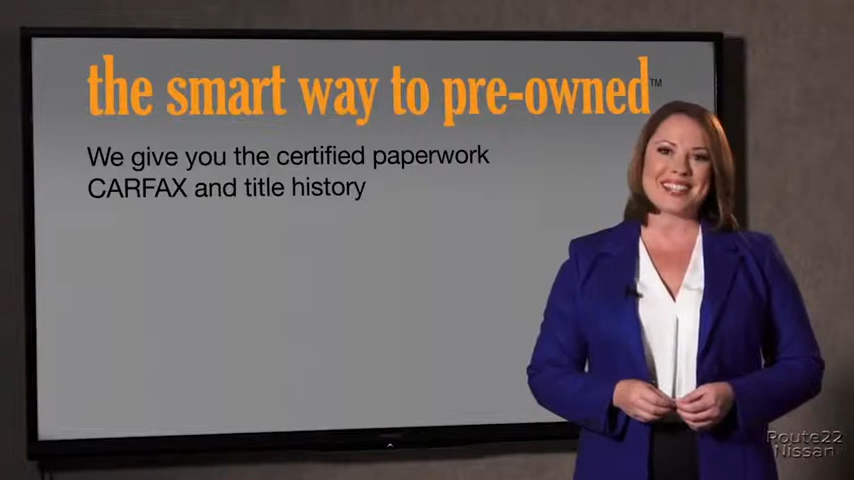 the smart way to pre-owned™
We give you the certified paperwork
CARFAX and title history
Route22
Nissan